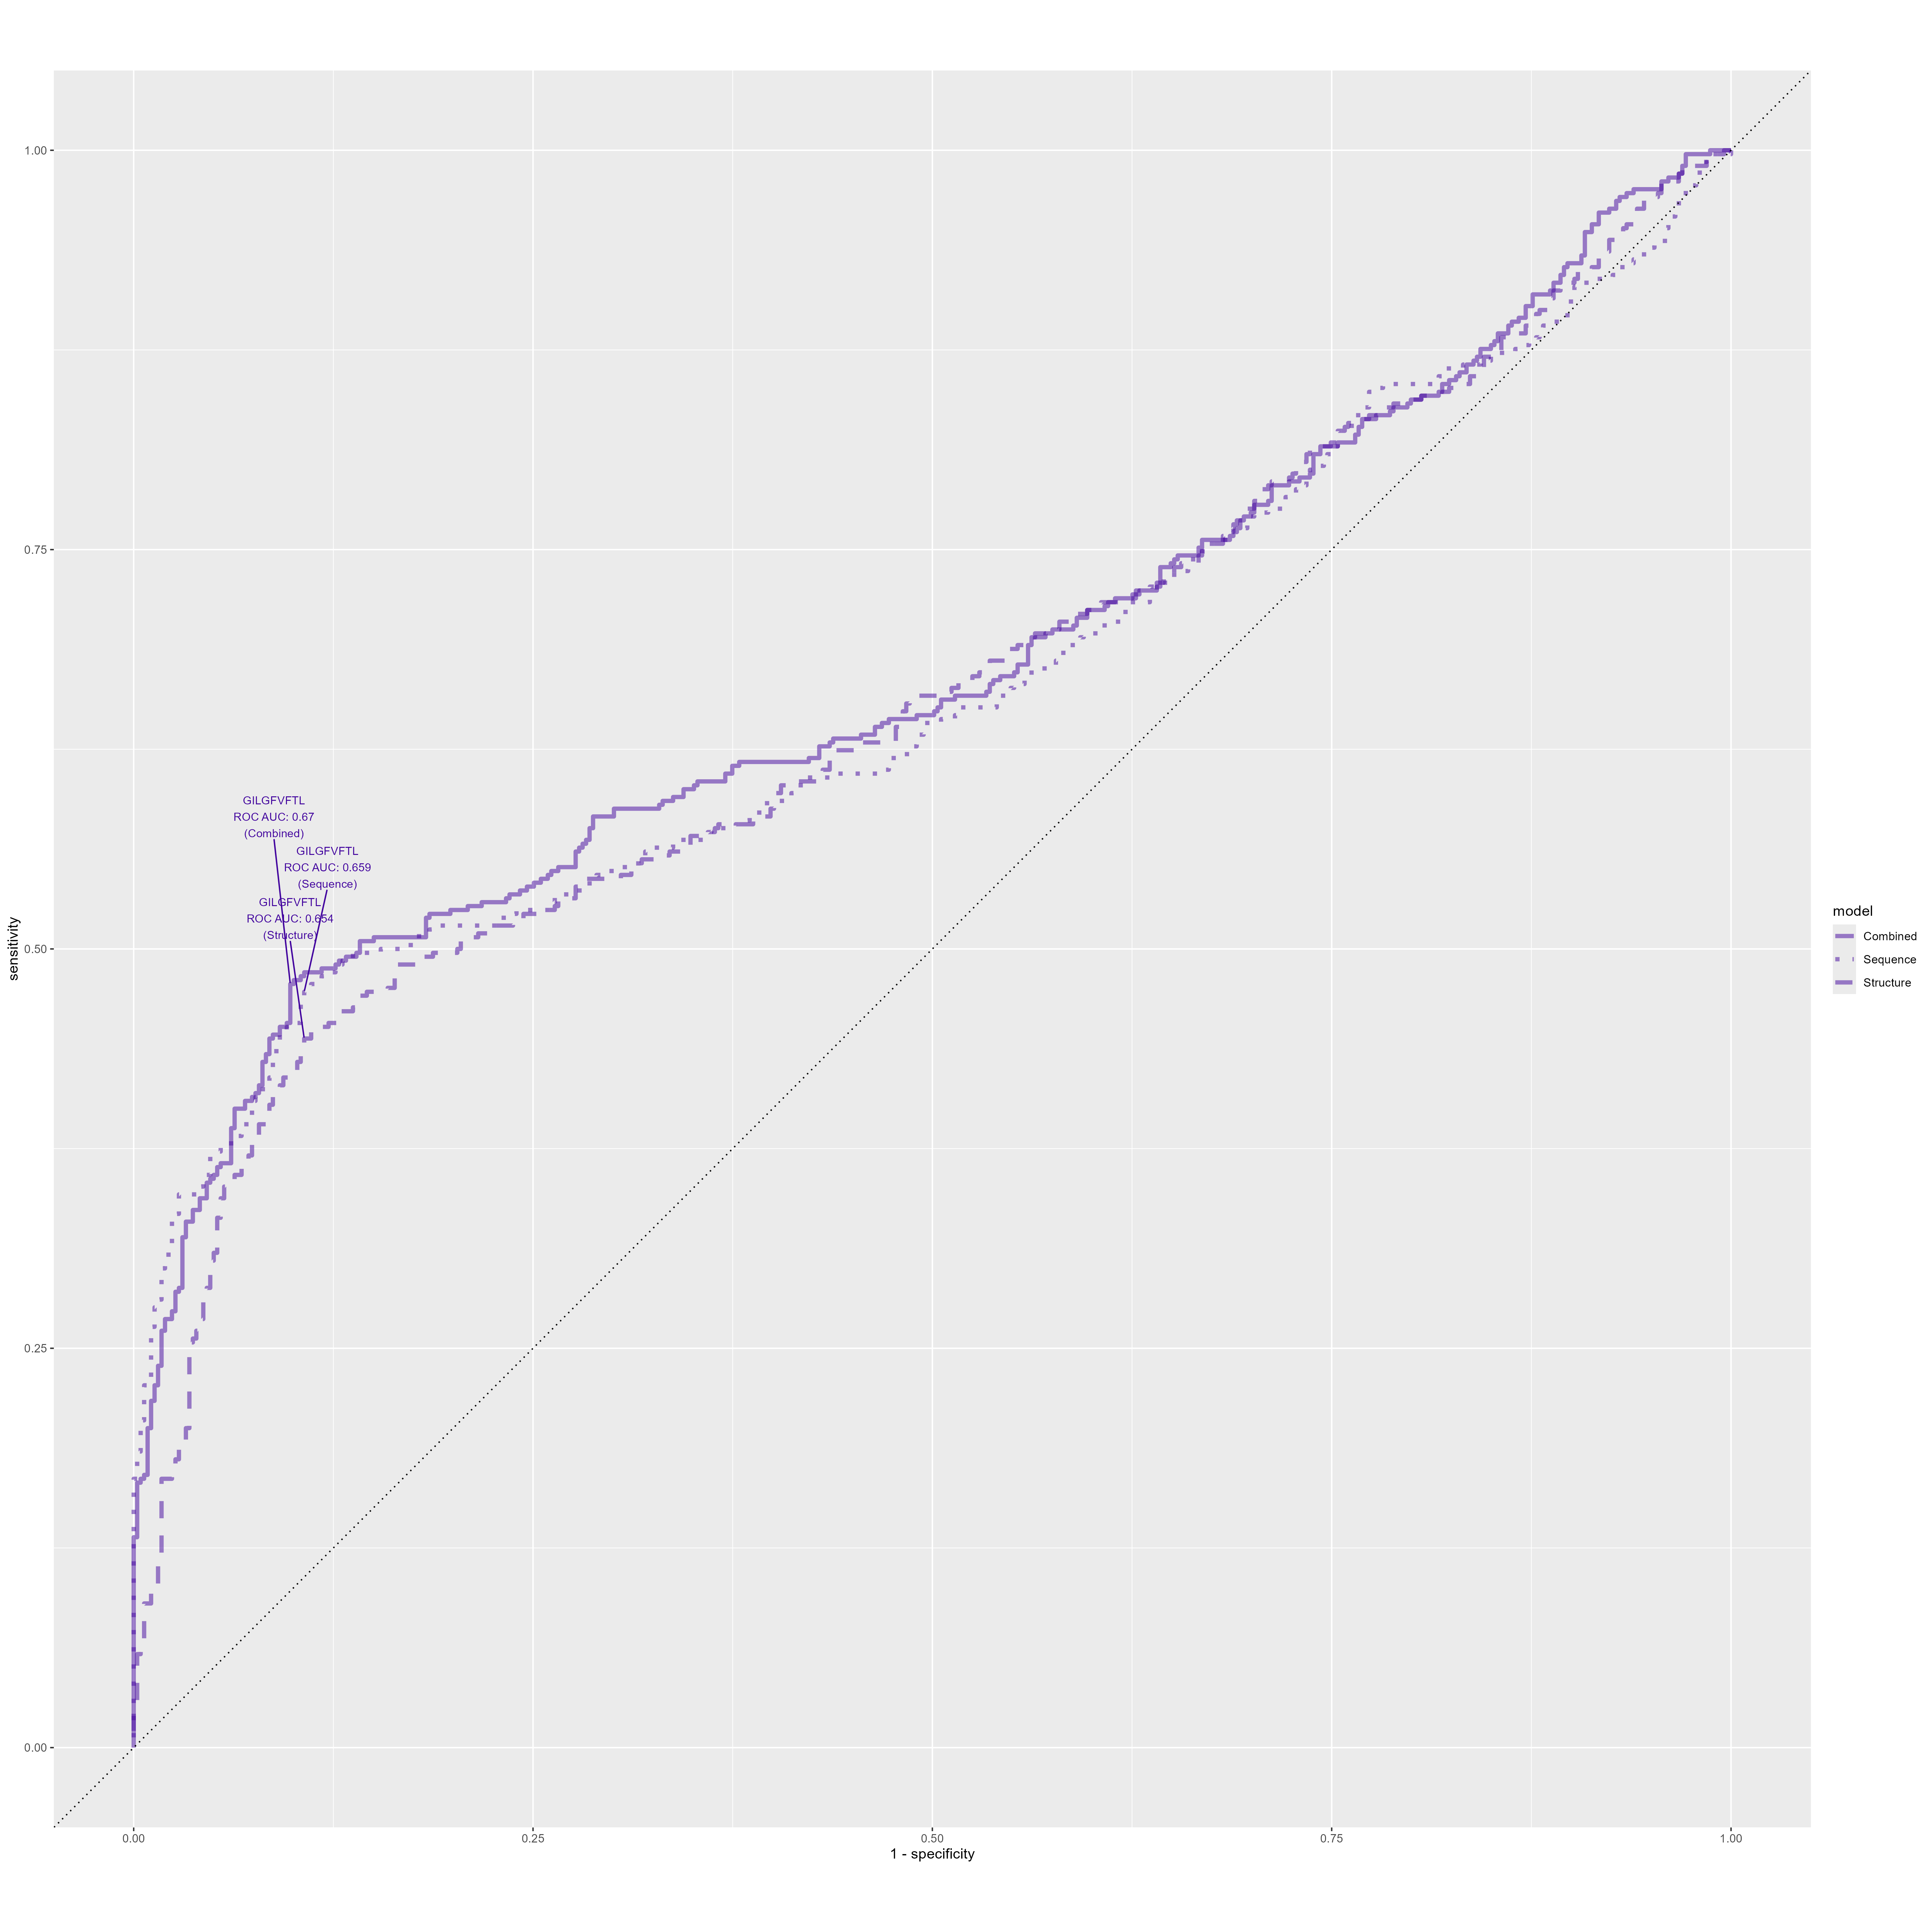 1.00
0.75
0.50
0.25
0.00
sensitivity
GILGFVFTL
ROC AUC: 0.67
(Combined)
GILGFVFTL
ROC AUC: 0.659
(Sequence)
GILGFVFTL
ROC AUC: 0.654
(Structure)
0.00
0.25
0.50
0.75
1.00
1 - specificity
model
Combined
Sequence
Structure